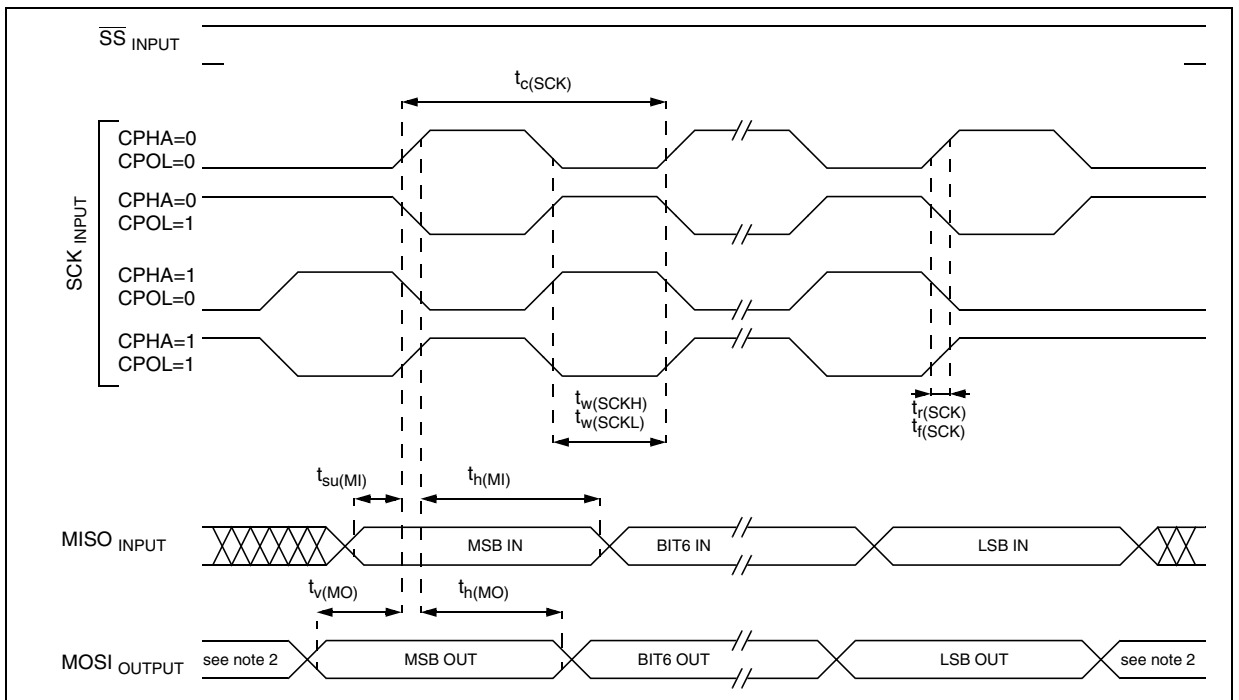 SS INPUT
tc(SCK)
SCK INPUT
CPHA=0
CPOL=0
CPHA=0
CPOL=1
CPHA=1
CPOL=0
CPHA=1
CPOL=1
tw(SCKH)
tw(SCKL)
tr(SCK)
tf(SCK)
tsu(MI)
th(MI)
MISO INPUT
MSB IN
BIT6 IN
LSB IN
tv(MO)
th(MO)
MOSI OUTPUT
see note 2
MSB OUT
BIT6 OUT
LSB OUT
see note 2